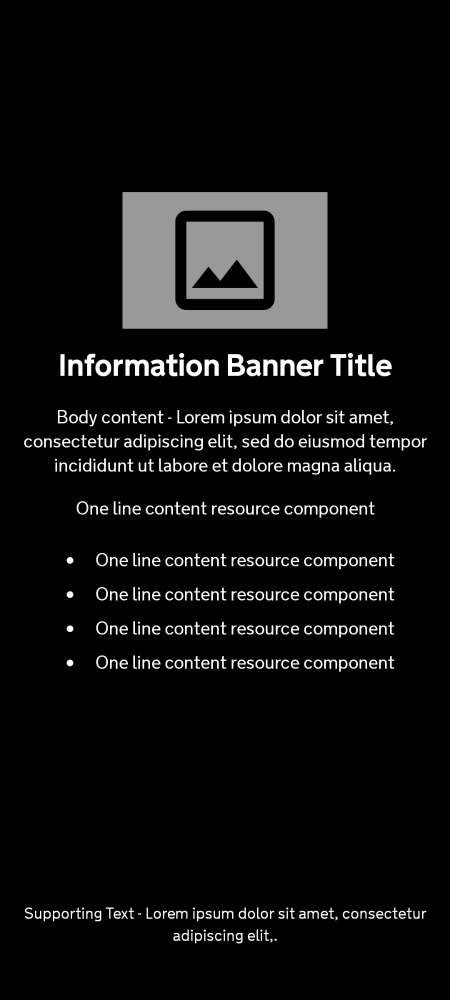 Information Banner Title
Body content - Lorem ipsum dolor sit amet,
consectetur adipiscing elit, sed do eiusmod tempor
incididunt ut labore et dolore magna aliqua.
One line content resource component
• One line content resource component
• One line content resource component
• One line content resource component
• One line content resource component
Supporting Text - Lorem ipsum dolor sit amet, consectetur
adipiscing elit,.